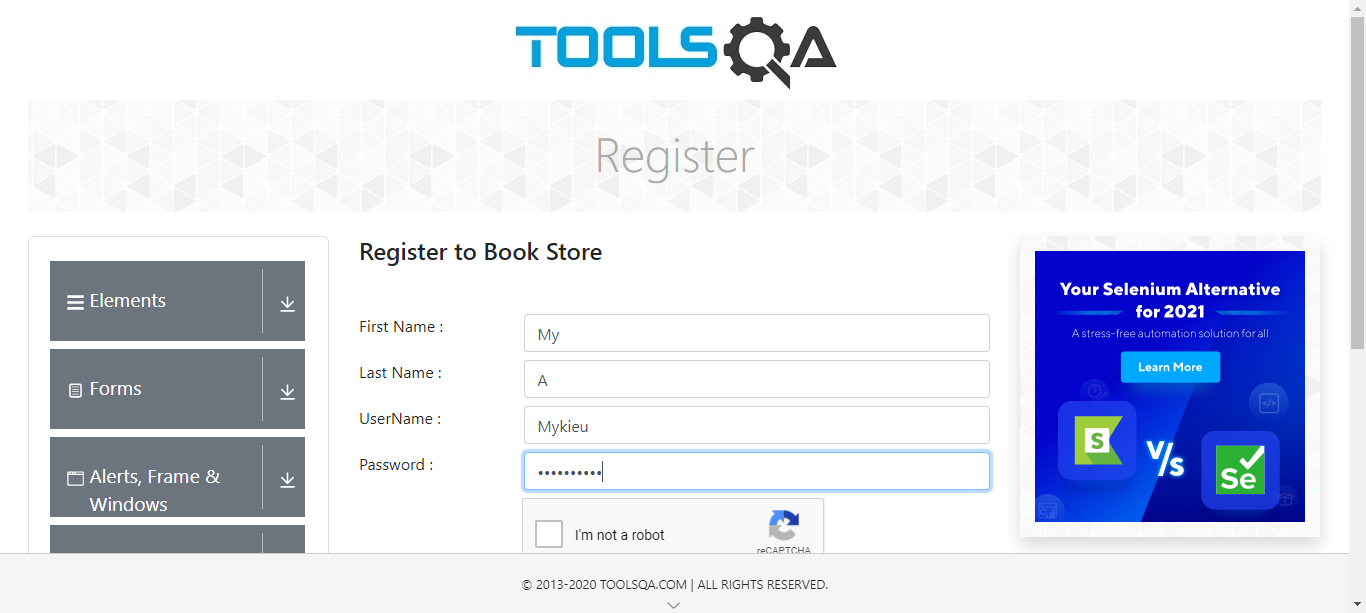 TOOLSQA
Register
Elements
Forms
Alerts, Frame &
Windows
Register to Book Store
First Name :
My
Last Name :
A
UserName :
Mykieu
Password :
••••••••••
I'm not a robot
reCAPTCHA
Your Selenium Alternative
for 2021
A stress-free automation solution for all
Learn More
S
V/s
Se
© 2013-2020 TOOLSQA.COM | ALL RIGHTS RESERVED.